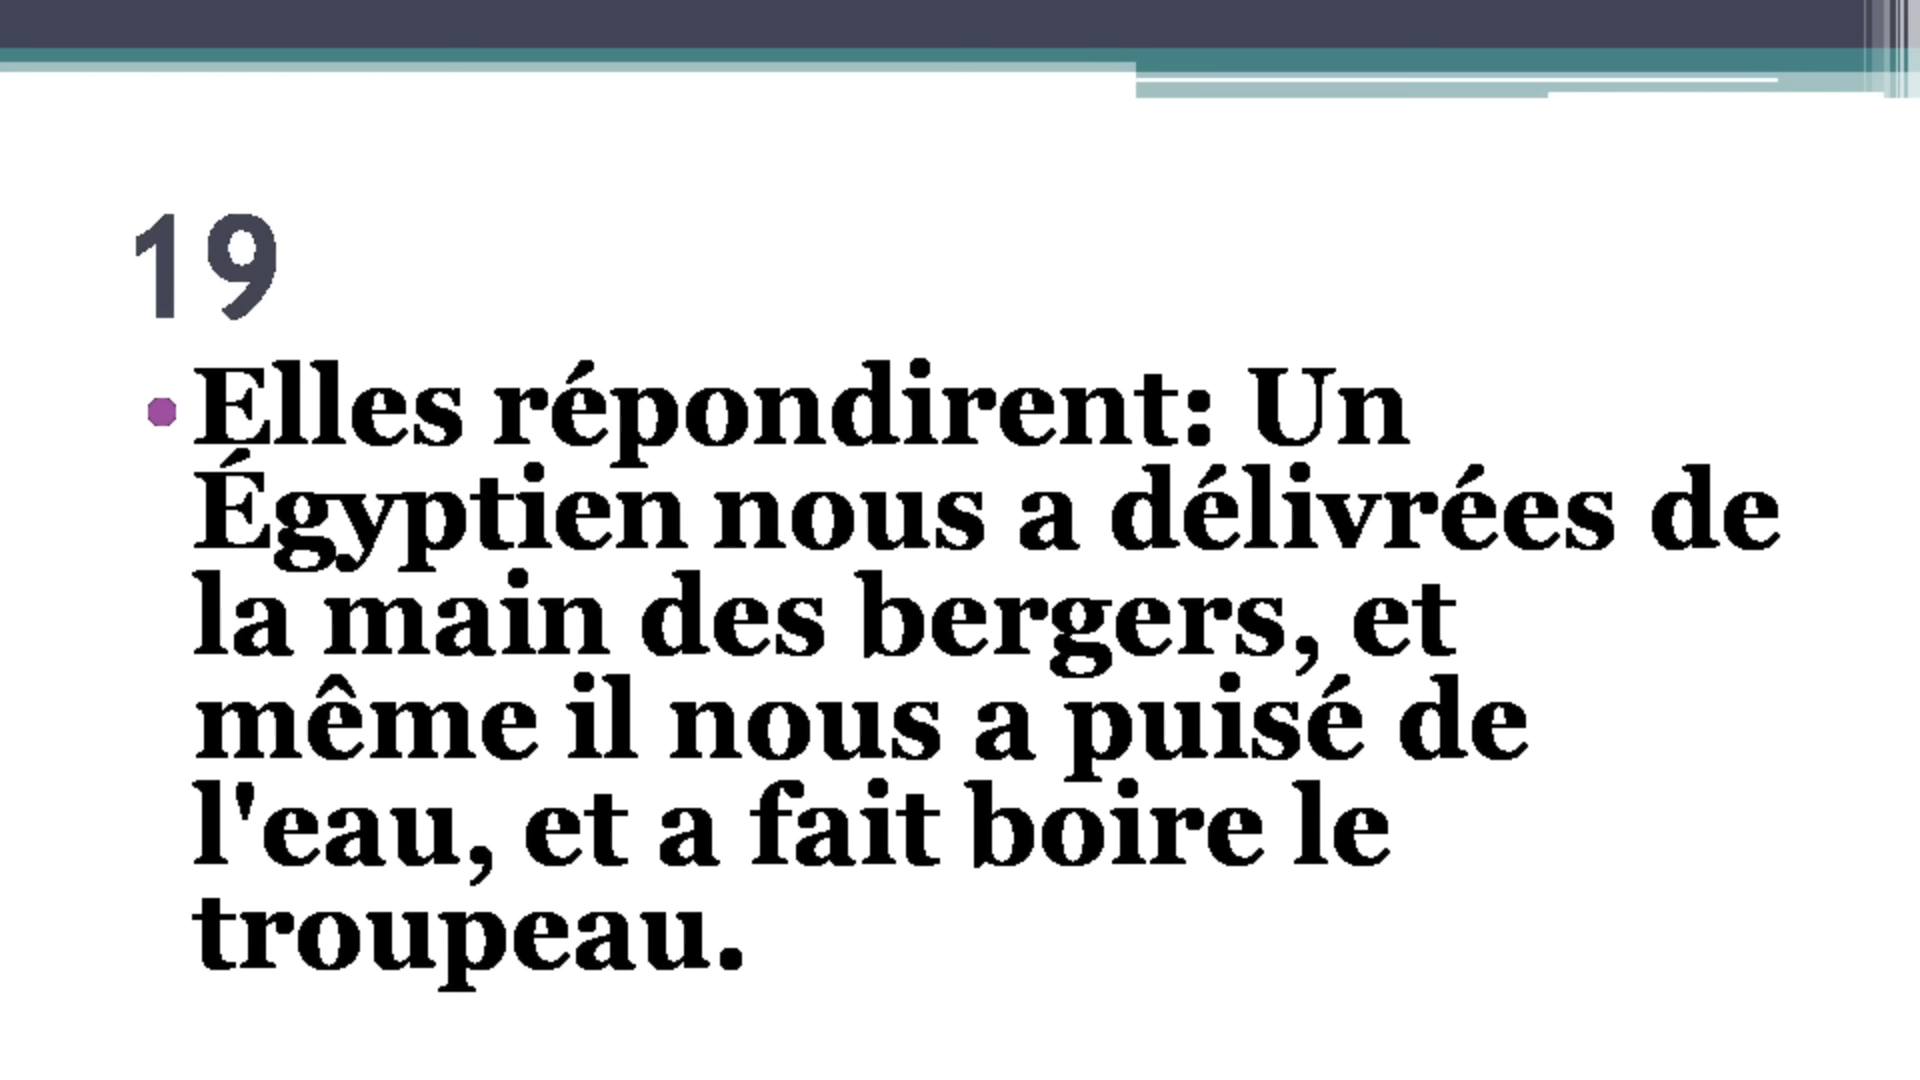 19
• Elles répondirent: Un
Égyptien nous a délivrées de
la main des bergers, et
même il nous a puisé de
l'eau, et a fait boire le
troupeau.